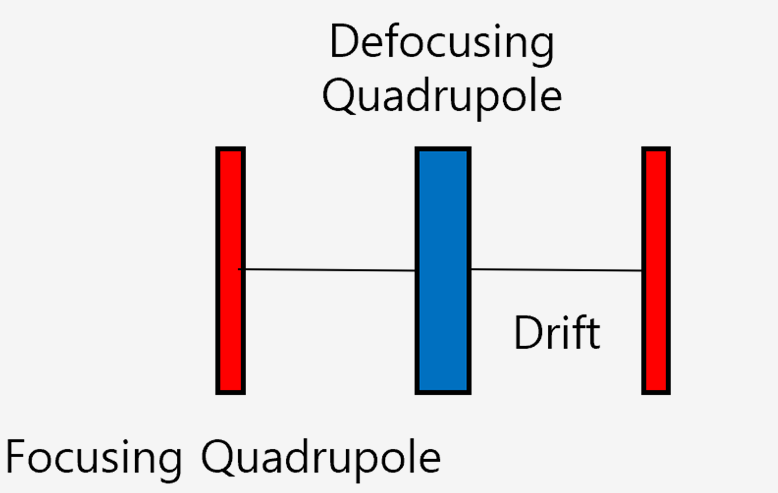 Defocusing
Quadrupole
Drift
Focusing Quadrupole